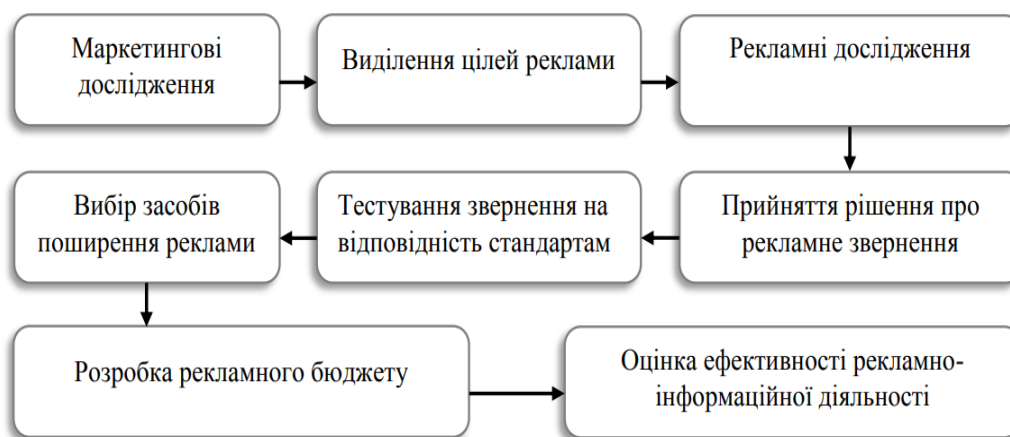 Маркетингові
дослідження
Виділення цілей реклами
Рекламні дослідження
Прийняття рішення про
рекламне звернення
Тестування звернення на
відповідність стандартам
Вибір засобів
поширення реклами
Розробка рекламного бюджету
Оцінка ефективності рекламно-
інформаційної діяльності